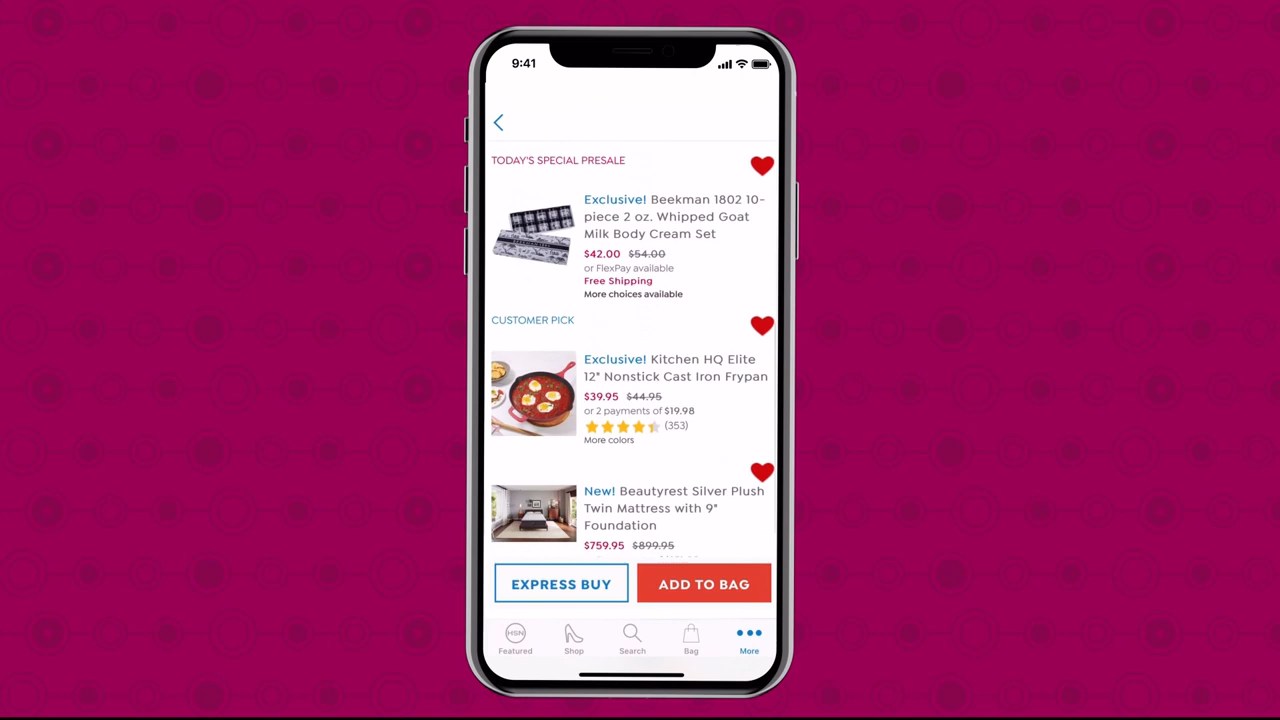 9:41
TODAY'S SPECIAL PRESALE
Exclusive! Beekman 1802 10-
piece 2 oz. Whipped Goat
Milk Body Cream Set
$42.00 $54.00
or FlexPay available
Free Shipping
More choices available
CUSTOMER PICK
Exclusive! Kitchen HQ Elite
12" Nonstick Cast Iron Frypan
$39.95 $44.95
or 2 payments of $19.98
(353)
More colors
New! Beautyrest Silver Plush
Twin Mattress with 9"
Foundation
$759.95 $899.95
EXPRESS BUY
ADD TO BAG
HSN
Featured
Shop
Search
Bag
More